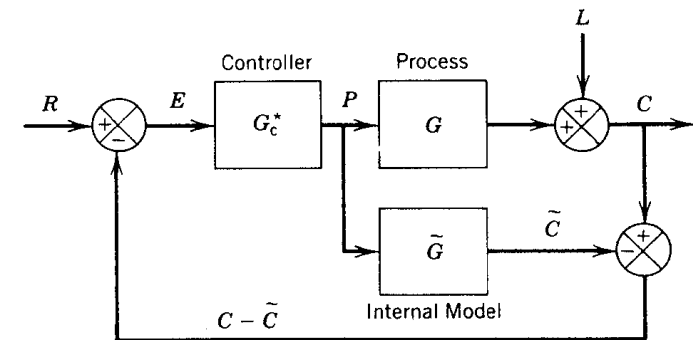 L
Controller
Process
R
+
−
E
G_c^*
P
G
+
+
C
G̃
C̃
+
−
Internal Model
C − C̃